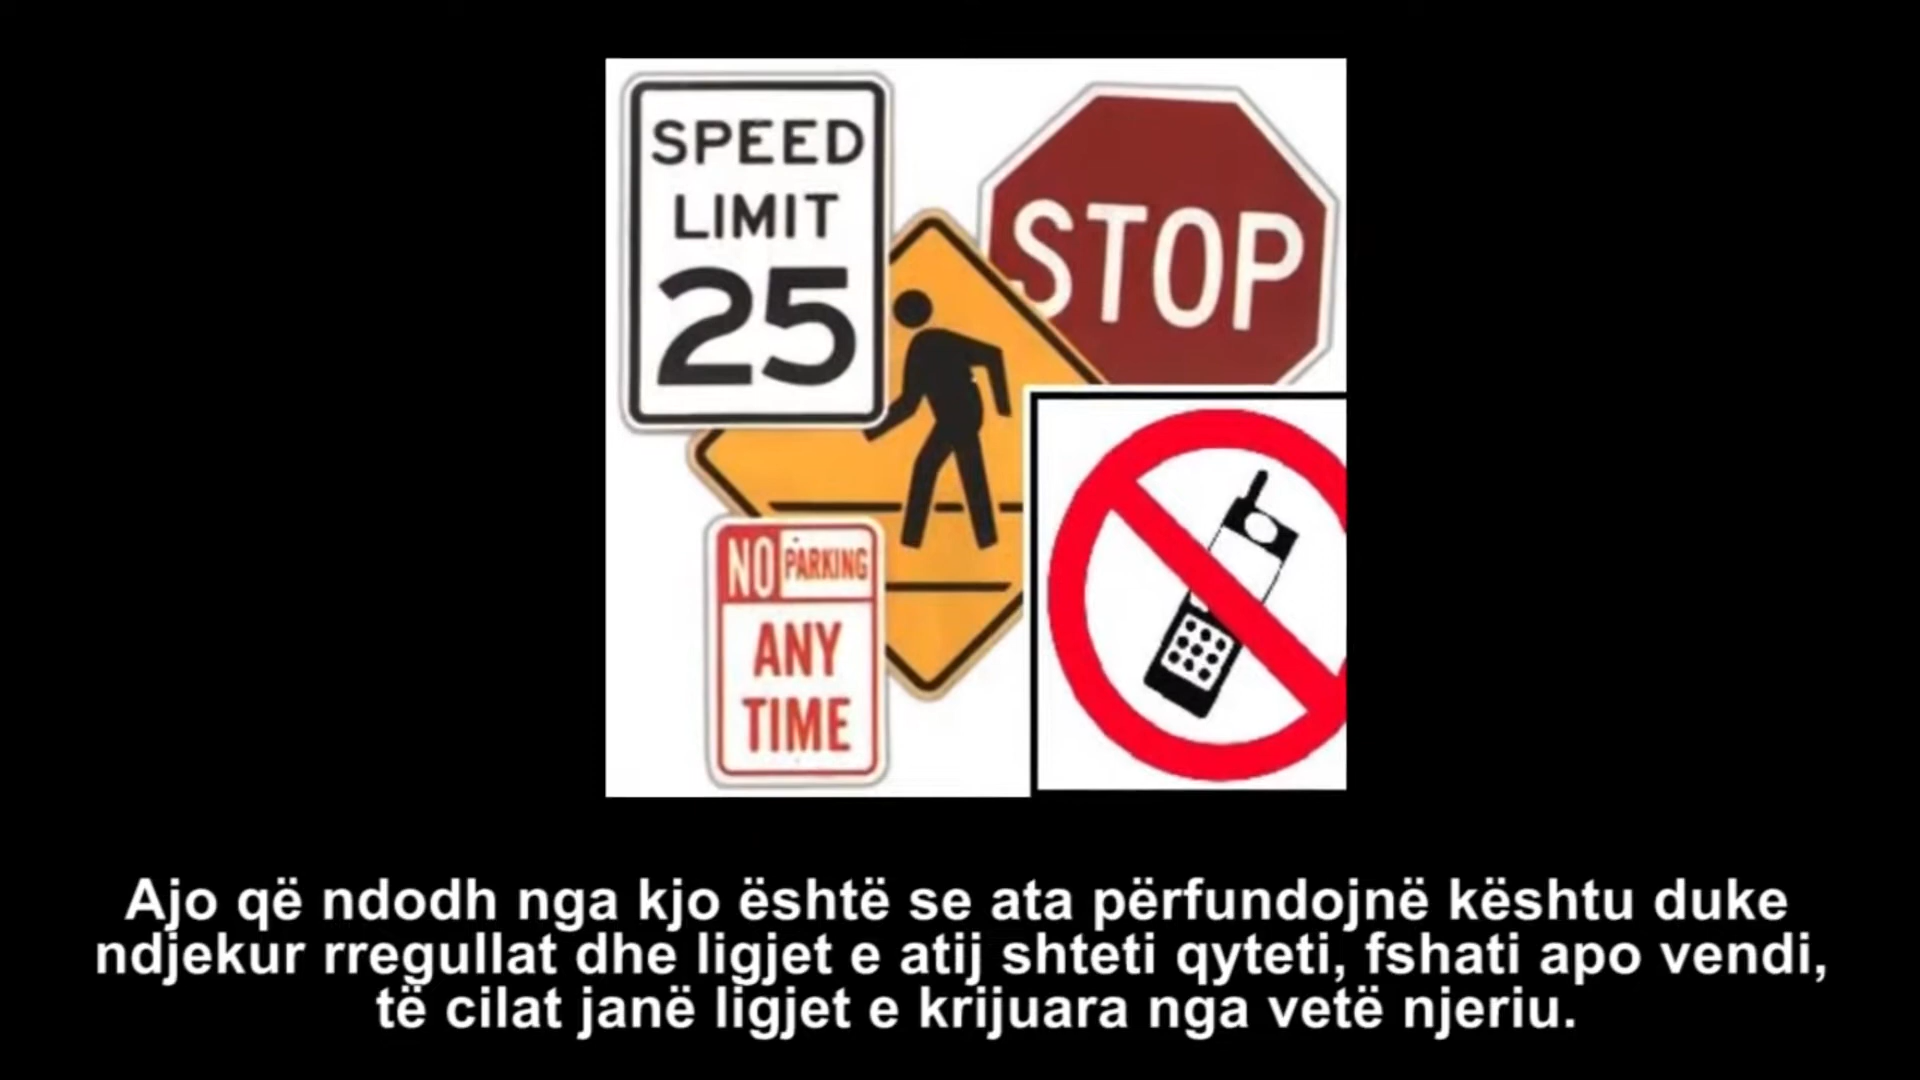 SPEED
LIMIT
25
STOP
NO PARKING
ANY
TIME
Ajo që ndodh nga kjo është se ata përfundojnë kështu duke
ndjekur rregullat dhe ligjet e atij shteti qyteti, fshati apo vendi,
të cilat janë ligjet e krijuara nga vetë njeriu.